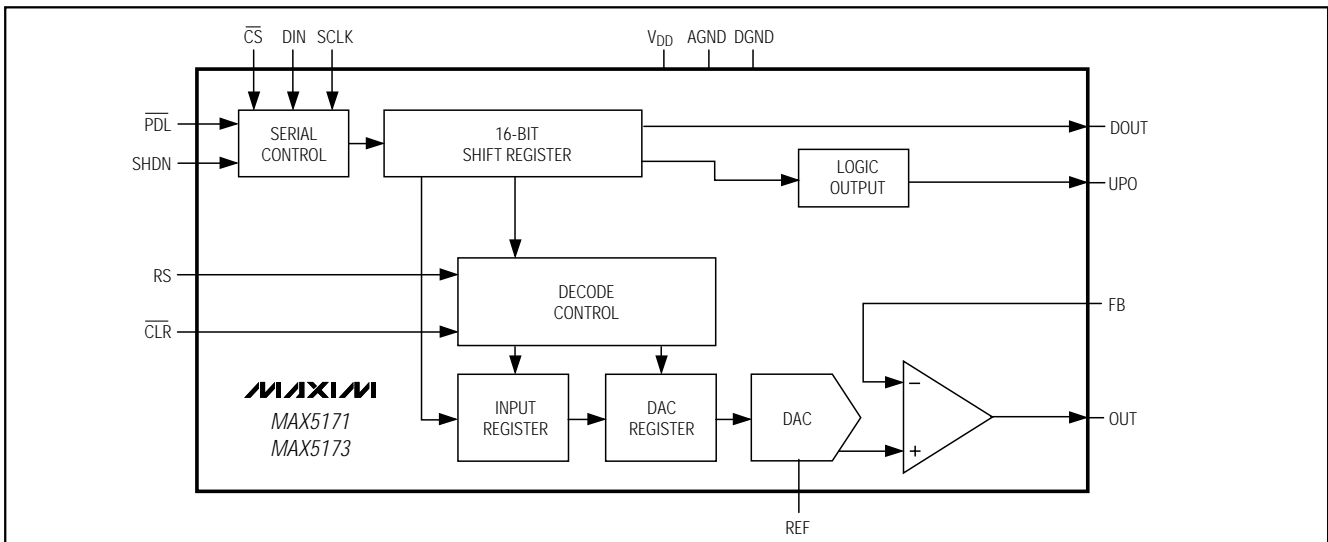 CS DIN SCLK VDD AGND DGND
PDL
SHDN
SERIAL
CONTROL
16-BIT
SHIFT REGISTER
DOUT
LOGIC
OUTPUT
UPO
RS
DECODE
CONTROL
CLR
FB
MAXIM
MAX5171
MAX5173
INPUT
REGISTER
DAC
REGISTER
DAC
−
+
OUT
REF